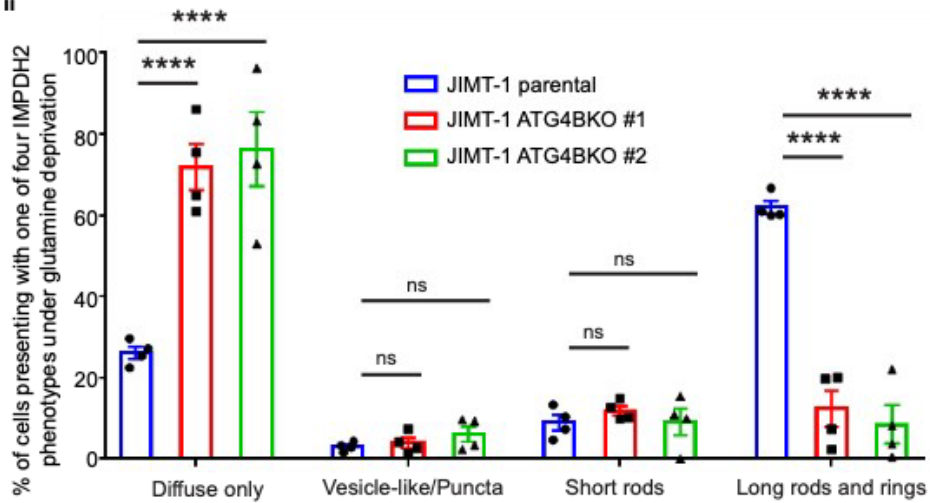 ii
****
****
100
80
60
40
20
0
% of cells presenting with one of four IMPDH2
phenotypes under glutamine deprivation
JIMT-1 parental
JIMT-1 ATG4BKO #1
JIMT-1 ATG4BKO #2
ns
ns
ns
ns
****
****
Diffuse only
Vesicle-like/Puncta
Short rods
Long rods and rings